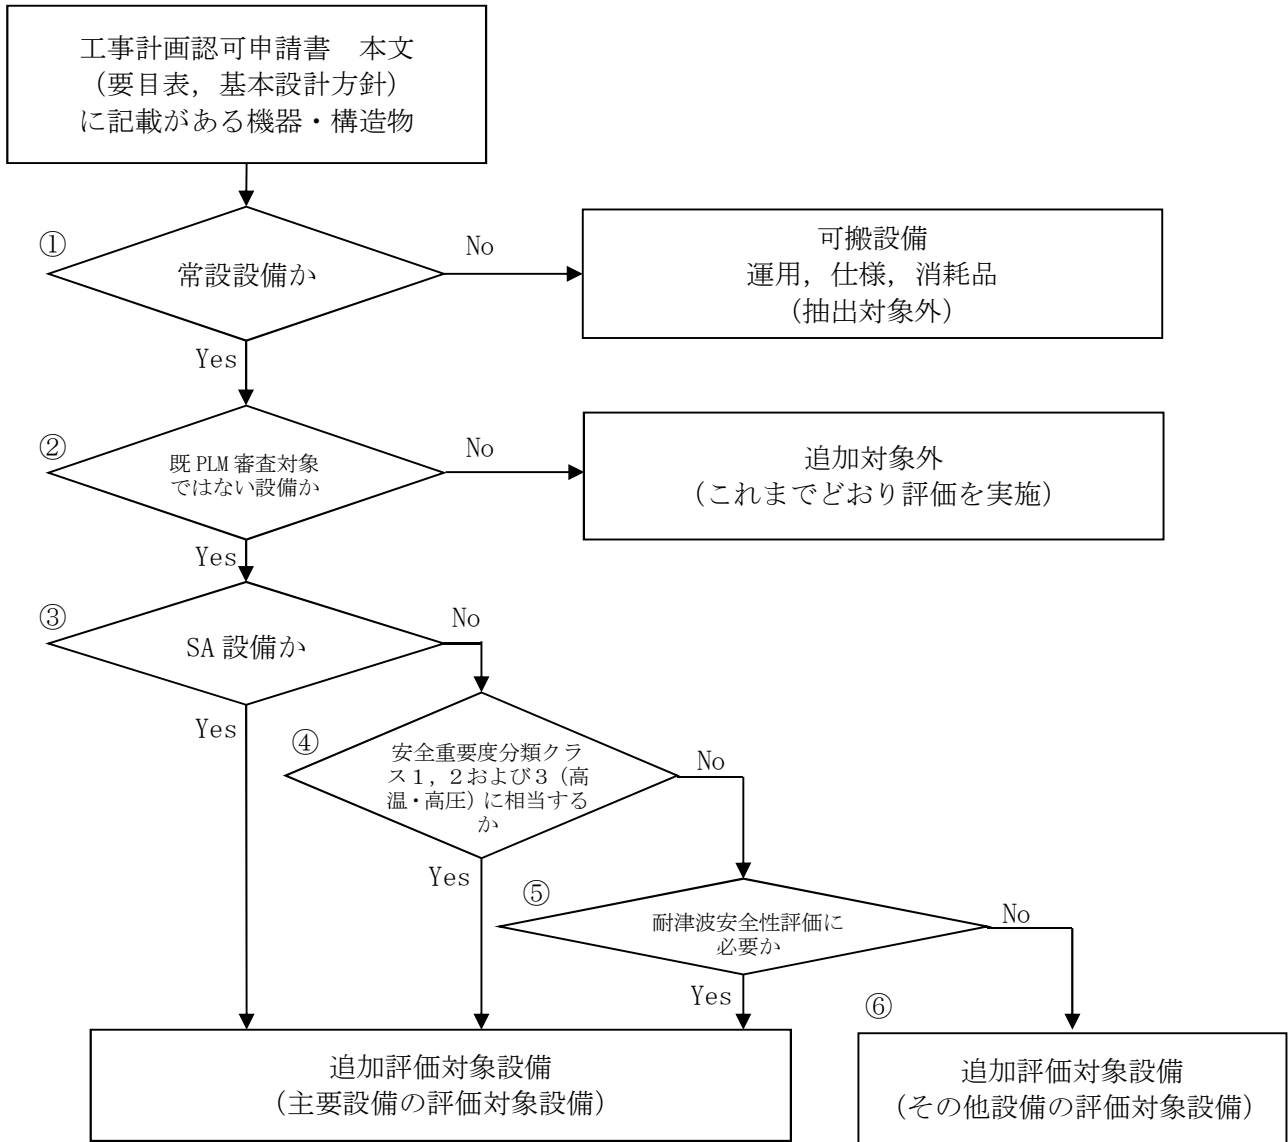 工事計画認可申請書　本文
(要目表，基本設計方針)
に記載がある機器・構造物
①
常設設備か
No
可搬設備
運用，仕様，消耗品
(抽出対象外)
Yes
②
既 PLM 審査対象
ではない設備か
No
追加対象外
(これまでどおり評価を実施)
Yes
③
SA 設備か
No
Yes
④
安全重要度分類クラ
ス１，２および３（高
温・高圧）に相当する
か
No
Yes
⑤
耐津波安全性評価に
必要か
No
Yes
⑥
追加評価対象設備
(主要設備の評価対象設備)
追加評価対象設備
(その他設備の評価対象設備)